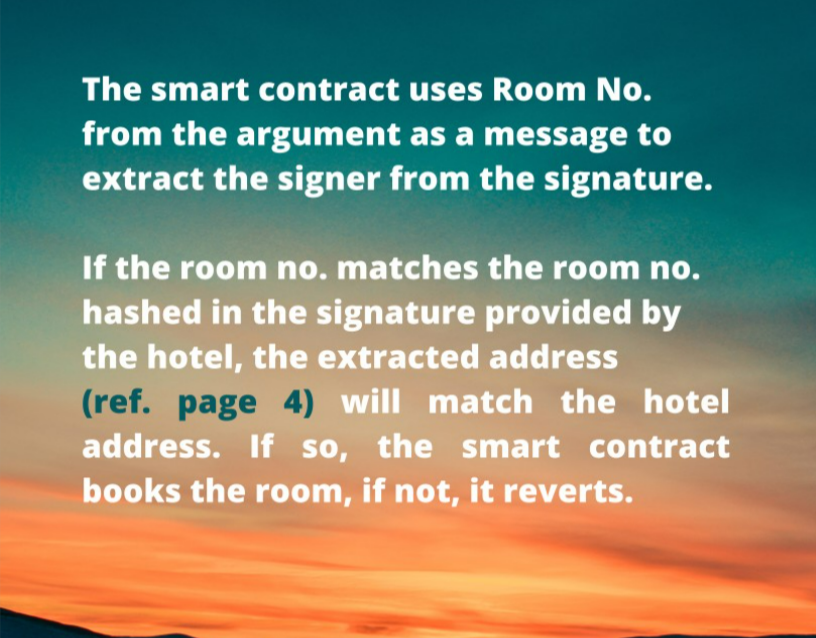 The smart contract uses Room No.
from the argument as a message to
extract the signer from the signature.
If the room no. matches the room no.
hashed in the signature provided by
the hotel, the extracted address
(ref. page 4) will match the hotel
address. If so, the smart contract
books the room, if not, it reverts.